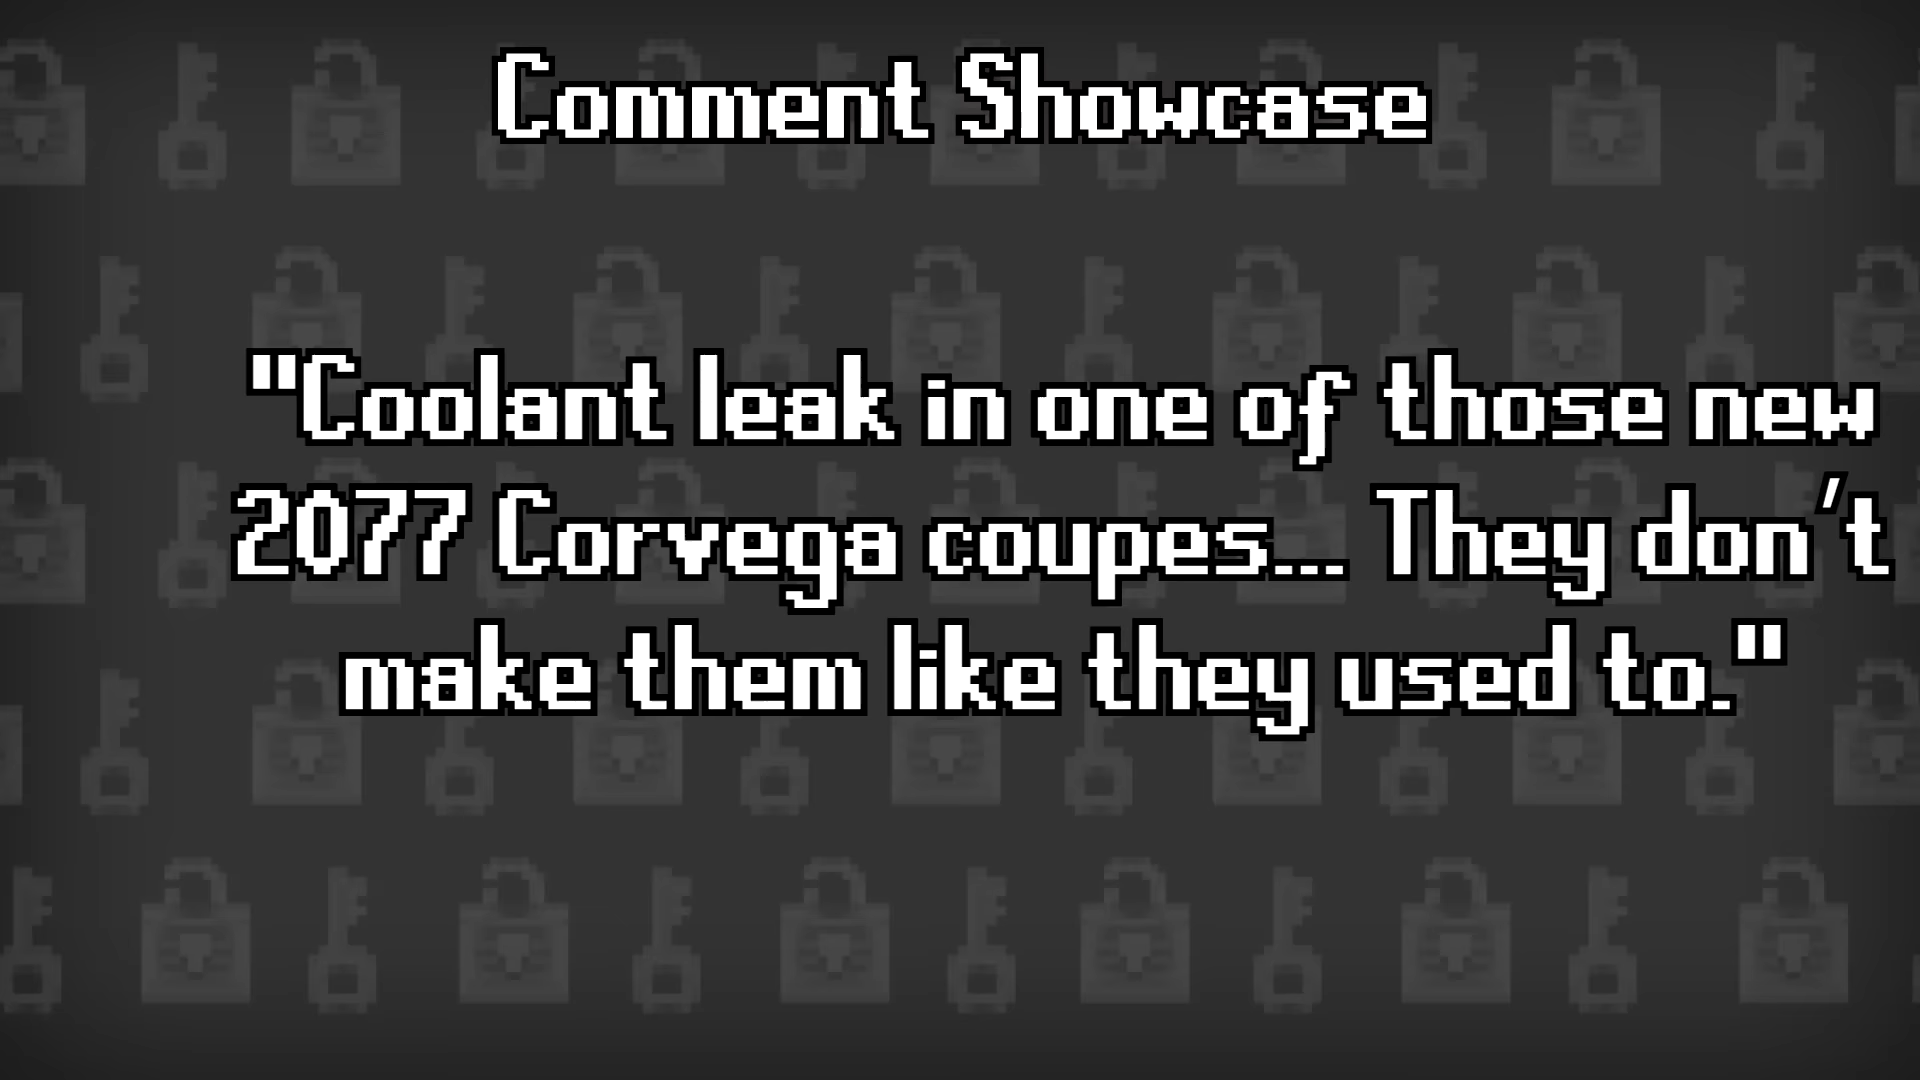 Comment Showcase
"Coolant leak in one of those new
2077 Corvega coupes... They don't
make them like they used to."